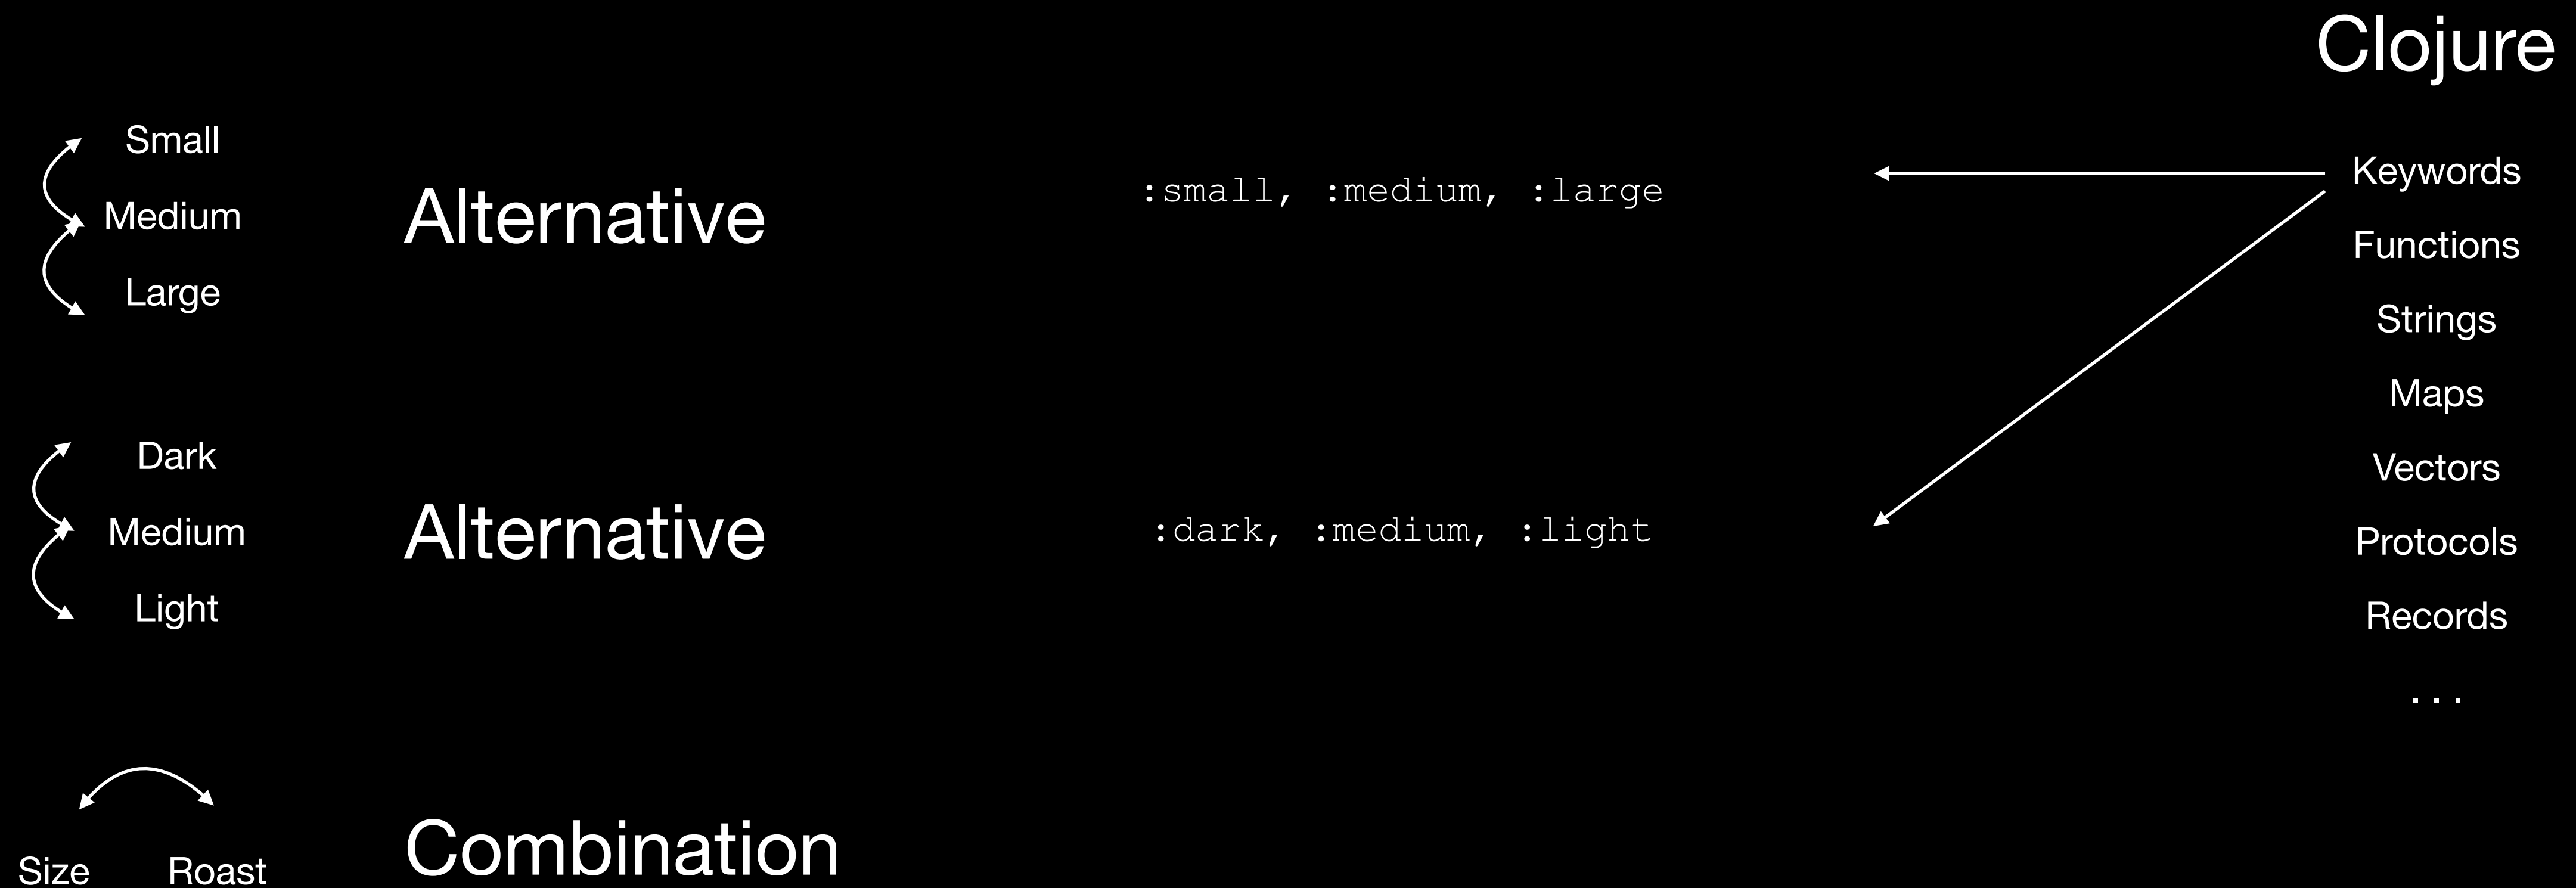 Clojure
Small
Medium
Large
Alternative
:small, :medium, :large
Dark
Medium
Light
Alternative
:dark, :medium, :light
Size
Roast
Combination
Keywords
Functions
Strings
Maps
Vectors
Protocols
Records
. . .